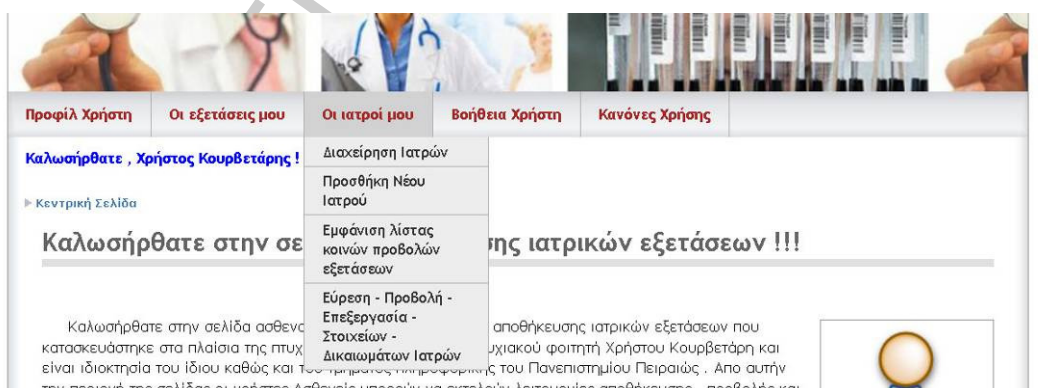 Προφίλ Χρήστη Οι εξετάσεις μου Οι ιατροί μου Βοήθεια Χρήστη Κανόνες Χρήσης
Καλωσήρθατε , Χρήστος Κουρβετάρης !
Διαχείρηση Ιατρών
Προσθήκη Νέου
Ιατρού
Εμφάνιση λίστας
κοινών προβολών
εξετάσεων
Εύρεση - Προβολή -
Επεξεργασία -
Στοιχείων -
Δικαιωμάτων Ιατρών
Κεντρική Σελίδα
Καλωσήρθατε στην σε ης ιατρικών εξετάσεων !!!
Καλωσήρθατε στην σελίδα ασθενο αποθήκευσης ιατρικών εξετάσεων που
κατασκευάστηκε στα πλαίσια της πτυχ υχιακού φοιτητή Χρήστου Κουρβετάρη και
είναι ιδιοκτησία του ίδιου καθώς και του τμήματος Πληροφορικής του Πανεπιστημίου Πειραιώς . Απο αυτήν